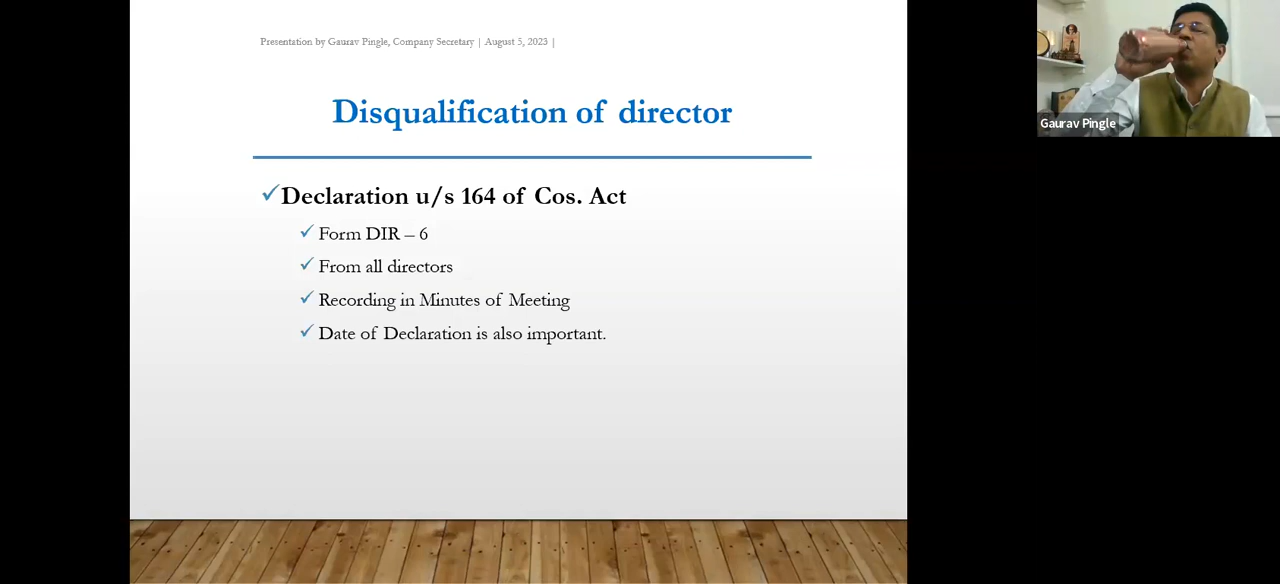 Presentation by Gaurav Pingle, Company Secretary | August 5, 2023 |
Disqualification of director
Declaration u/s 164 of Cos. Act
Form DIR – 6
From all directors
Recording in Minutes of Meeting
Date of Declaration is also important.
Gaurav Pingle